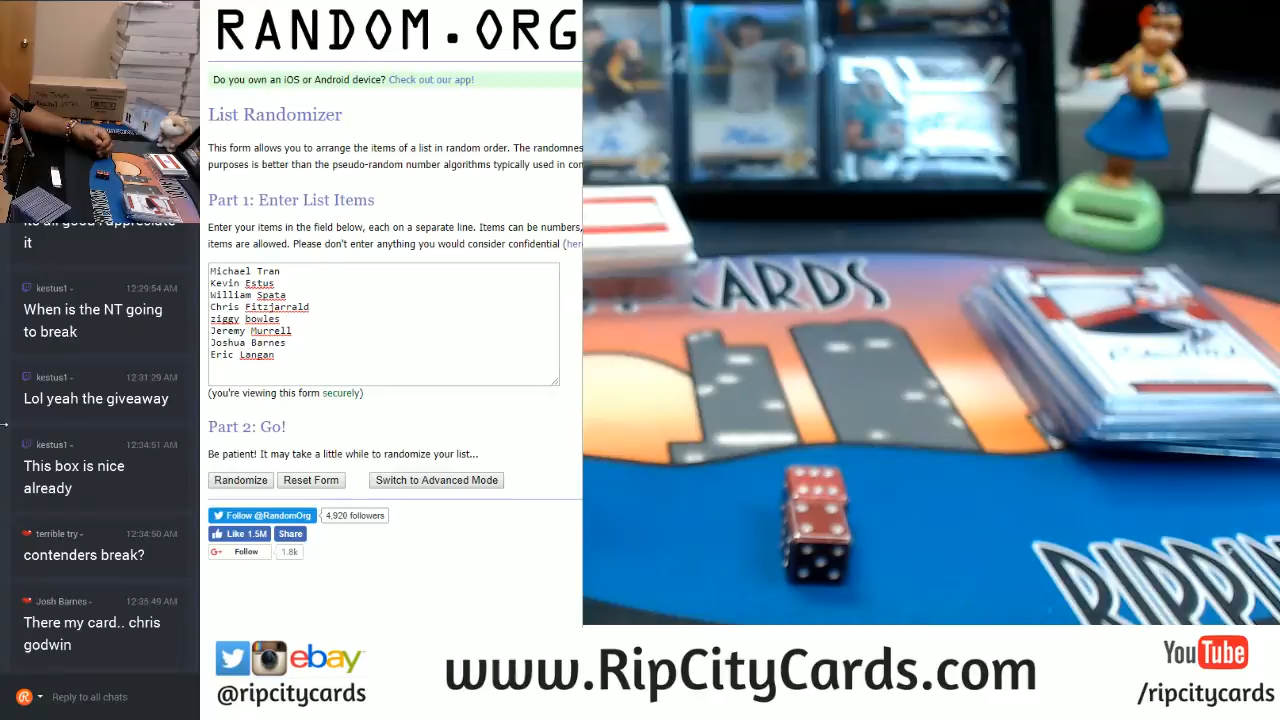 RANDOM.ORG
Do you own an iOS or Android device? Check out our app!
List Randomizer
This form allows you to arrange the items of a list in random order. The randomnes
purposes is better than the pseudo-random number algorithms typically used in con
Part 1: Enter List Items
Enter your items in the field below, each on a separate line. Items can be numbers,
items are allowed. Please don't enter anything you would consider confidential (her
Michael Tran
Kevin Estus
William Spata
Chris Fitzjarrald
ziggy bowles
Jeremy Murrell
Joshua Barnes
Eric Langan
(you're viewing this form securely)
Part 2: Go!
Be patient! It may take a little while to randomize your list...
Randomize
Reset Form
Switch to Advanced Mode
Follow @RandomOrg
4,920 followers
Like 1.5M
Share
G+ Follow
1.8k
it
kestus1
12:29:54 AM
When is the NT going
to break
kestus1
12:31:29 AM
Lol yeah the giveaway
kestus1
12:34:51 AM
This box is nice
already
terrible try
12:34:50 AM
contenders break?
Josh Barnes
12:35:49 AM
There my card.. chris
godwin
Reply to all chats
CARDS
RIPPIN
ebay
@ripcitycards
www.RipCityCards.com
YouTube
/ripcitycards